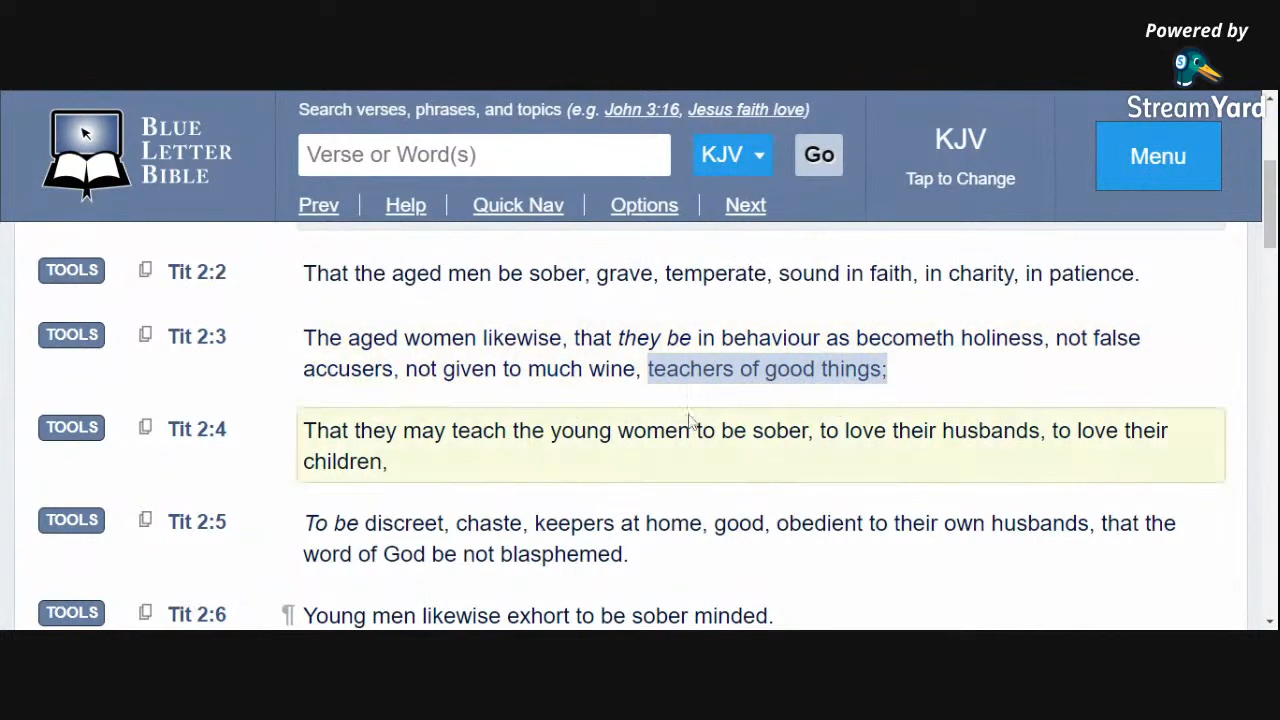 Powered by
StreamYard
BLUE
LETTER
BIBLE
Search verses, phrases, and topics (e.g. John 3:16, Jesus faith love)
Verse or Word(s)
KJV
Go
Prev
Help
Quick Nav
Options
Next
KJV
Tap to Change
Menu
TOOLS Tit 2:2 That the aged men be sober, grave, temperate, sound in faith, in charity, in patience.
TOOLS Tit 2:3 The aged women likewise, that they be in behaviour as becometh holiness, not false
accusers, not given to much wine, teachers of good things;
TOOLS Tit 2:4 That they may teach the young women to be sober, to love their husbands, to love their
children,
TOOLS Tit 2:5 To be discreet, chaste, keepers at home, good, obedient to their own husbands, that the
word of God be not blasphemed.
TOOLS Tit 2:6 ¶ Young men likewise exhort to be sober minded.